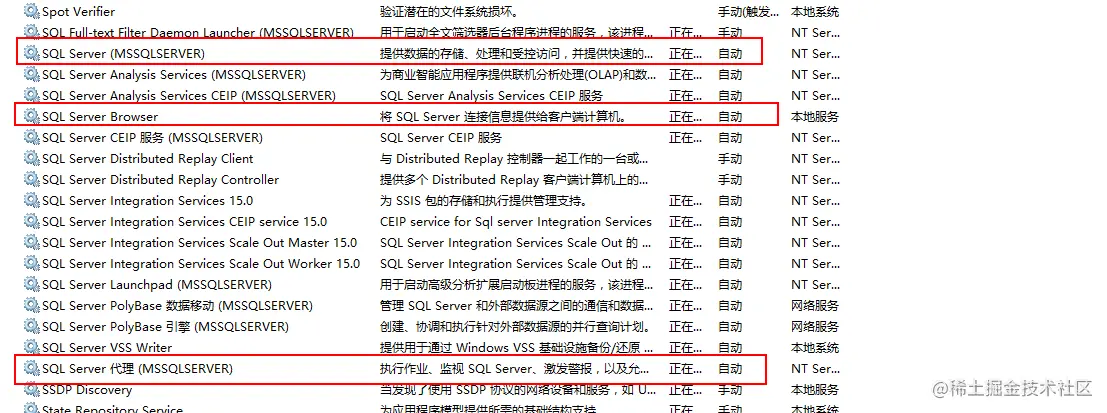 Spot Verifier 验证潜在的文件系统损坏。 手动(触发... 本地系统
SQL Full-text Filter Daemon Launcher (MSSQLSERVER) 用于启动全文筛选器后台程序进程的服务，该进程... 正在... 手动 NT Ser...
SQL Server (MSSQLSERVER) 提供数据的存储、处理和受控访问，并提供快速的... 正在... 自动 NT Ser...
SQL Server Analysis Services (MSSQLSERVER) 为商业智能应用程序提供联机分析处理(OLAP)和数... 正在... 自动 NT Ser...
SQL Server Analysis Services CEIP (MSSQLSERVER) SQL Server Analysis Services CEIP 服务 正在... 自动 NT Ser...
SQL Server Browser 将 SQL Server 连接信息提供给客户端计算机。 正在... 自动 本地服务
SQL Server CEIP 服务 (MSSQLSERVER) SQL Server CEIP 服务 正在... 自动 NT Ser...
SQL Server Distributed Replay Client 与 Distributed Replay 控制器一起工作的一台或... 手动 NT Ser...
SQL Server Distributed Replay Controller 提供多个 Distributed Replay 客户端计算机上的... 手动 NT Ser...
SQL Server Integration Services 15.0 为 SSIS 包的存储和执行提供管理支持。 正在... 自动 NT Ser...
SQL Server Integration Services CEIP service 15.0 CEIP service for Sql server Integration Services 正在... 自动 NT Ser...
SQL Server Integration Services Scale Out Master 15.0 SQL Server Integration Services Scale Out 的 ... 正在... 自动 NT Ser...
SQL Server Integration Services Scale Out Worker 15.0 SQL Server Integration Services Scale Out 的 ... 正在... 自动 NT Ser...
SQL Server Launchpad (MSSQLSERVER) 用于启动高级分析扩展启动板进程的服务，该进程... 正在... 自动 NT Ser...
SQL Server PolyBase 数据移动 (MSSQLSERVER) 管理 SQL Server 和外部数据源之间的通信和数据... 正在... 自动 网络服务
SQL Server PolyBase 引擎 (MSSQLSERVER) 创建、协调和执行针对外部数据源的并行查询计划。 正在... 自动 网络服务
SQL Server VSS Writer 提供用于通过 Windows VSS 基础设施备份/还原 ... 正在... 自动 本地系统
SQL Server 代理 (MSSQLSERVER) 执行作业、监视 SQL Server、激发警报，以及允... 正在... 自动 NT Ser...
SSDP Discovery 当发现了使用 SSDP 协议的网络设备和服务，如 U... 正在... 手动 本地服务
State Repository Service 为应用程序模型提供所需的基础结构支持。 正在... 手动 本地系统
@稀土掘金技术社区